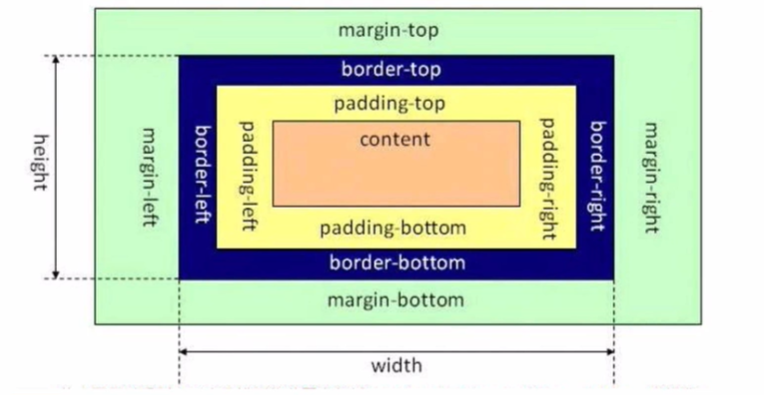 margin-top
border-top
padding-top
content
height
margin-left
border-left
padding-left
padding-right
border-right
margin-right
padding-bottom
border-bottom
margin-bottom
width